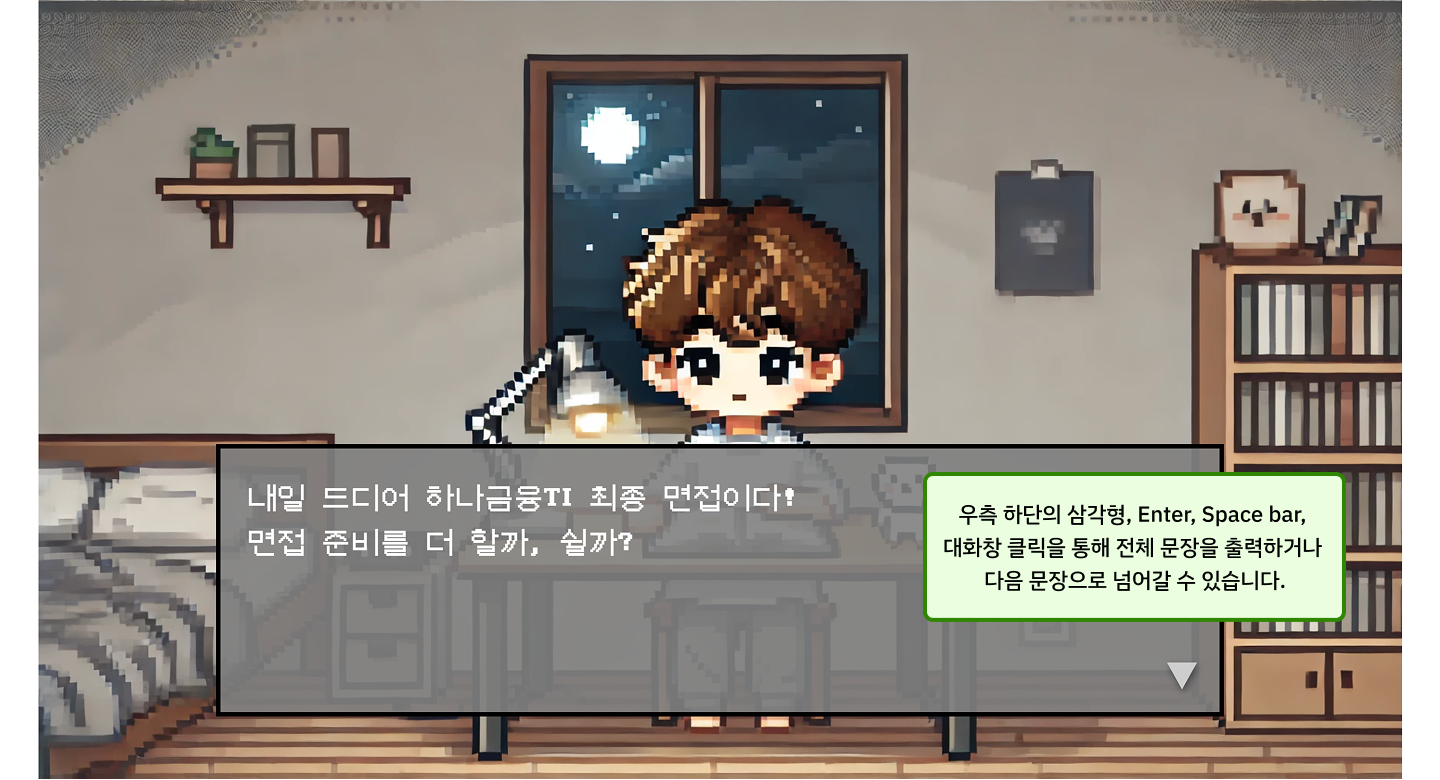 내일 드디어 하나금융TI 최종 면접이다!
면접 준비를 더 할까, 쉴까?
우측 하단의 삼각형, Enter, Space bar,
대화창 클릭을 통해 전체 문장을 출력하거나
다음 문장으로 넘어갈 수 있습니다.